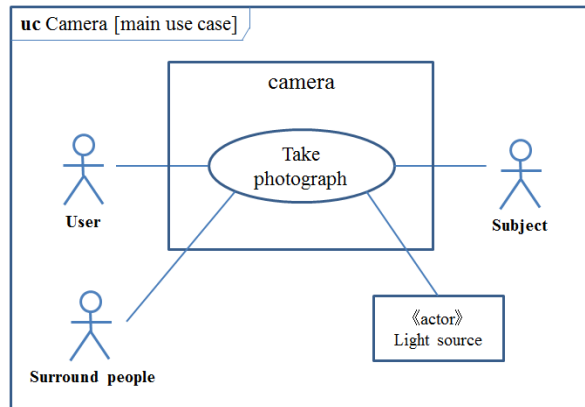 uc Camera [main use case]
camera
Take
photograph
User
Subject
《actor》
Light source
Surround people